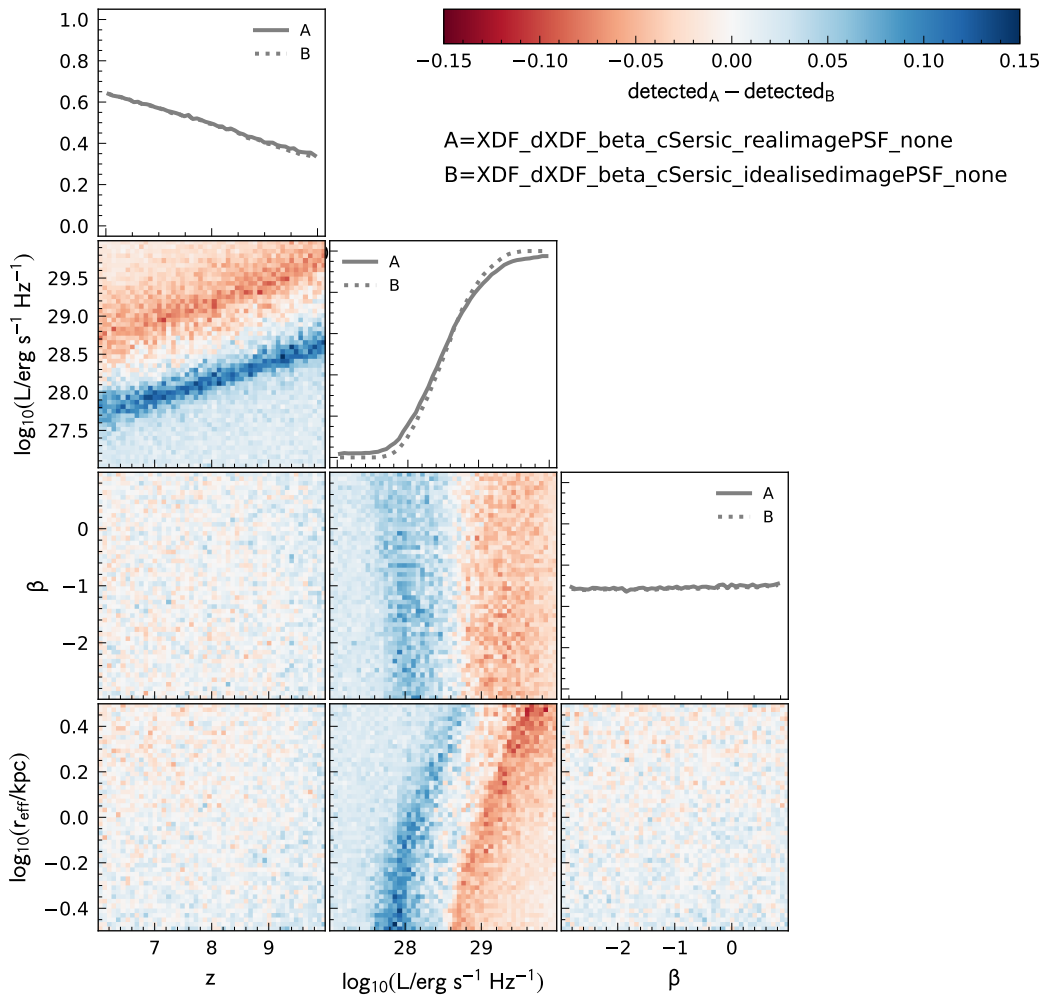 1.0
0.8
0.6
0.4
0.2
0.0
A
B
−0.15 −0.10 −0.05 0.00 0.05 0.10 0.15
detected_A − detected_B
A=XDF_dXDF_beta_cSersic_realimagePSF_none
B=XDF_dXDF_beta_cSersic_idealisedimagePSF_none
log₁₀(L/erg s⁻¹ Hz⁻¹)
29.5
29.0
28.5
28.0
27.5
A
B
β
0
−1
−2
A
B
log₁₀(r_eff/kpc)
0.4
0.2
0.0
−0.2
−0.4
7 8 9
z
28 29
log₁₀(L/erg s⁻¹ Hz⁻¹)
−2 −1 0
β